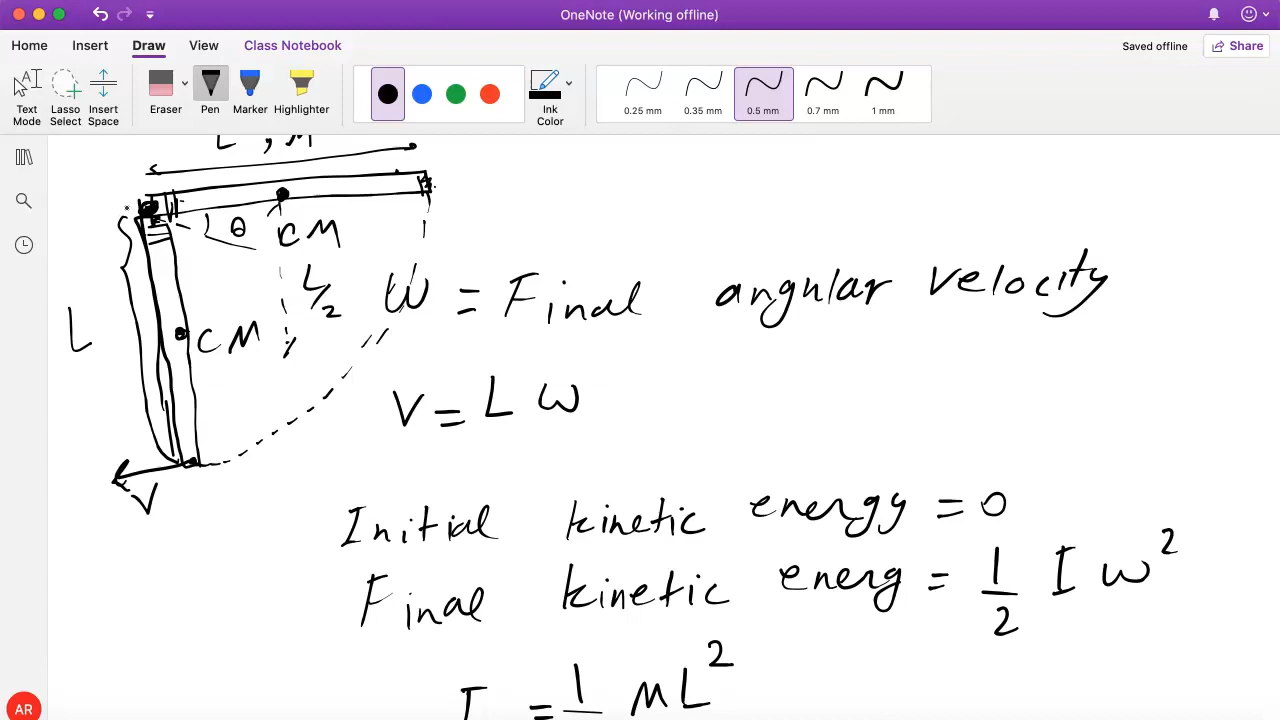 OneNote (Working offline)
Home Insert Draw View Class Notebook
Saved offline Share
Text Mode
Lasso Select
Insert Space
Eraser
Pen
Marker
Highlighter
Ink Color
0.25 mm 0.35 mm 0.5 mm 0.7 mm 1 mm
L, M
θ CM
L/2
ω = Final angular velocity
L
CM
V = L ω
V
Initial kinetic energy = 0
Final kinetic energ = 1/2 I ω²
I = 1 ML²
AR